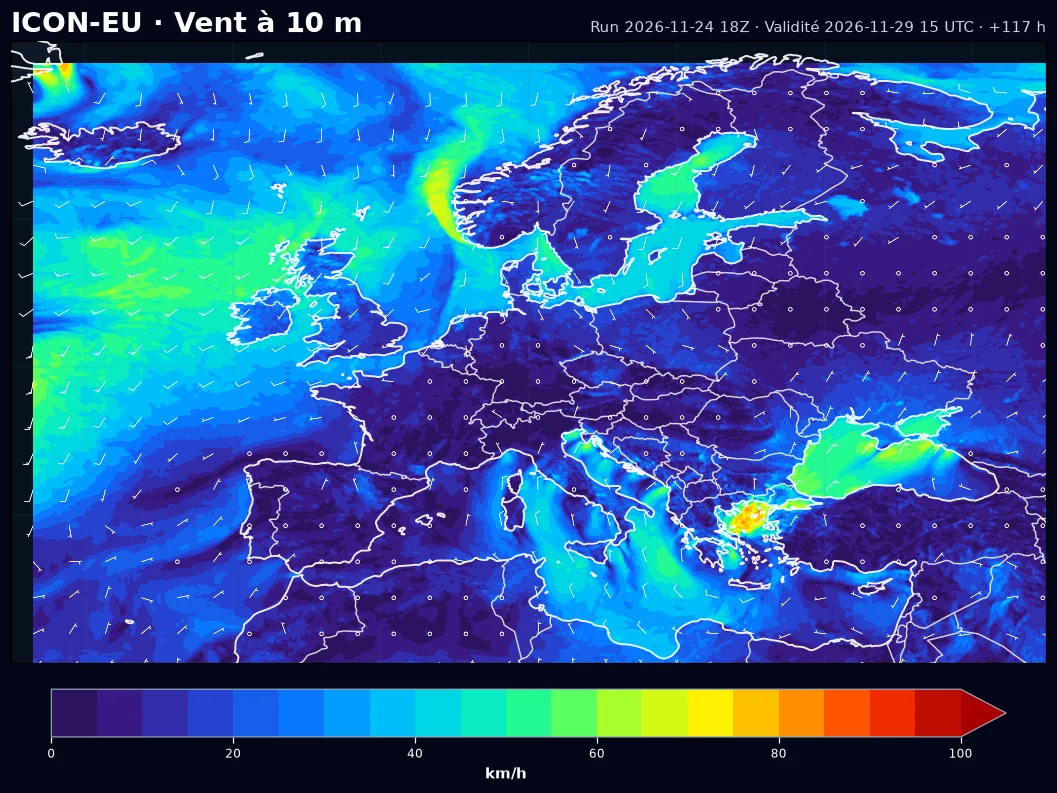 ICON-EU · Vent à 10 m
Run 2026-11-24 18Z · Validité 2026-11-29 15 UTC · +117 h
0 20 40 60 80 100
km/h